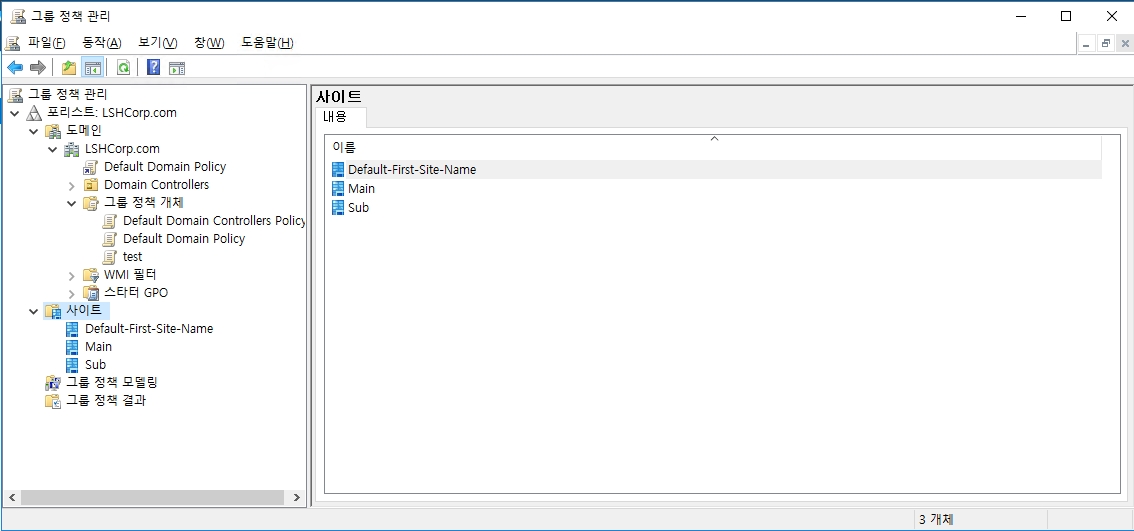 그룹 정책 관리
파일(F) 동작(A) 보기(V) 창(W) 도움말(H)
그룹 정책 관리
포리스트: LSHCorp.com
도메인
LSHCorp.com
Default Domain Policy
Domain Controllers
그룹 정책 개체
Default Domain Controllers Policy
Default Domain Policy
test
WMI 필터
스타터 GPO
사이트
Default-First-Site-Name
Main
Sub
그룹 정책 모델링
그룹 정책 결과
사이트
내용
이름
Default-First-Site-Name
Main
Sub
3 개체